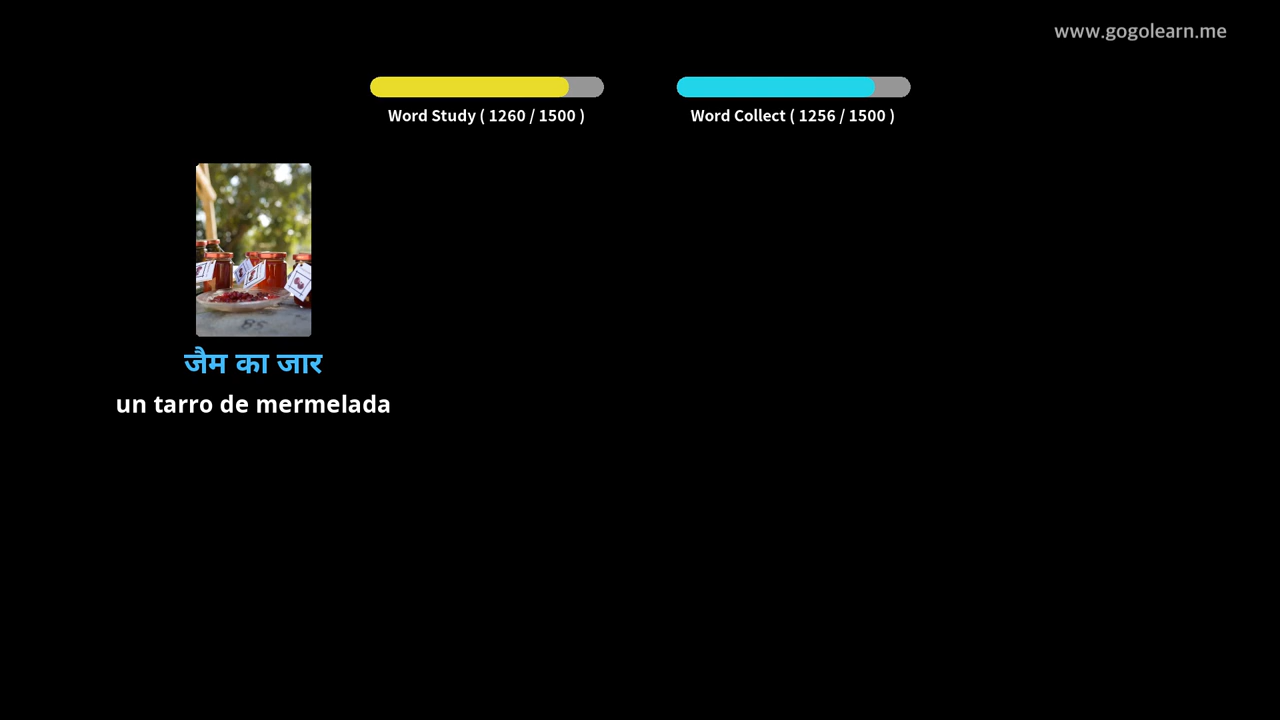 www.gogolearn.me
Word Study ( 1260 / 1500 )
Word Collect ( 1256 / 1500 )
जैम का जार
un tarro de mermelada